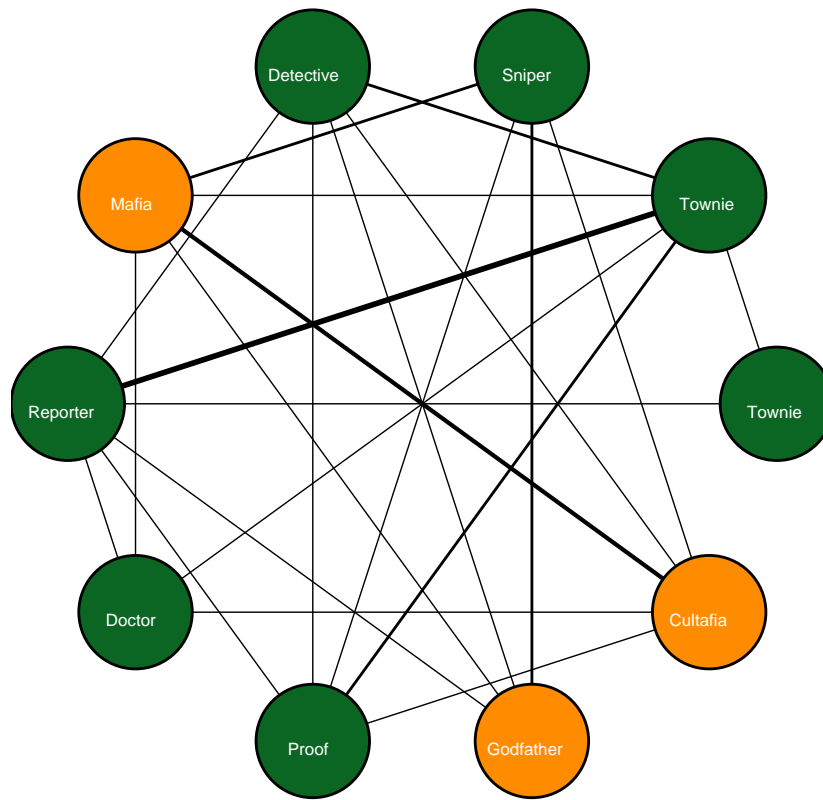 Detective
Sniper
Mafia
Townie
Reporter
Townie
Doctor
Cultafia
Proof
Godfather